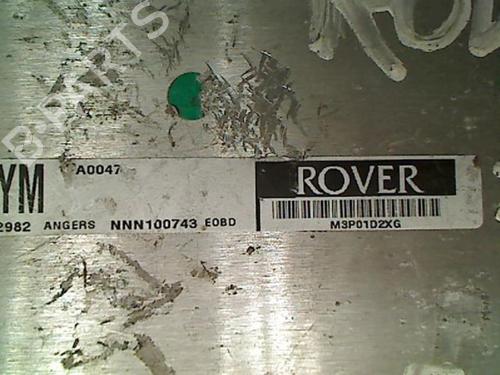 B-PARTS
YM
A0047
ROVER
2982 ANGERS NNN100743 EOBD
M3P01D2XG